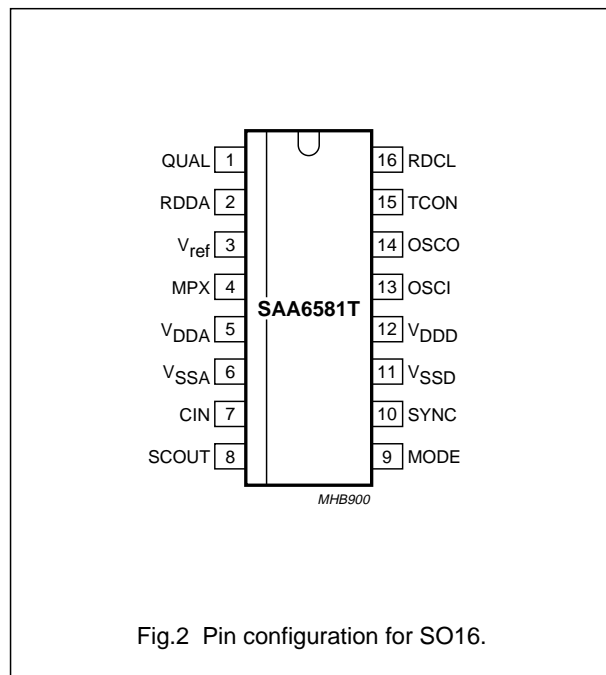 QUAL 1 16 RDCL
RDDA 2 15 TCON
Vref 3 14 OSCO
MPX 4 13 OSCI
SAA6581T
VDDA 5 12 VDDD
VSSA 6 11 VSSD
CIN 7 10 SYNC
SCOUT 8 9 MODE
MHB900
Fig.2 Pin configuration for SO16.